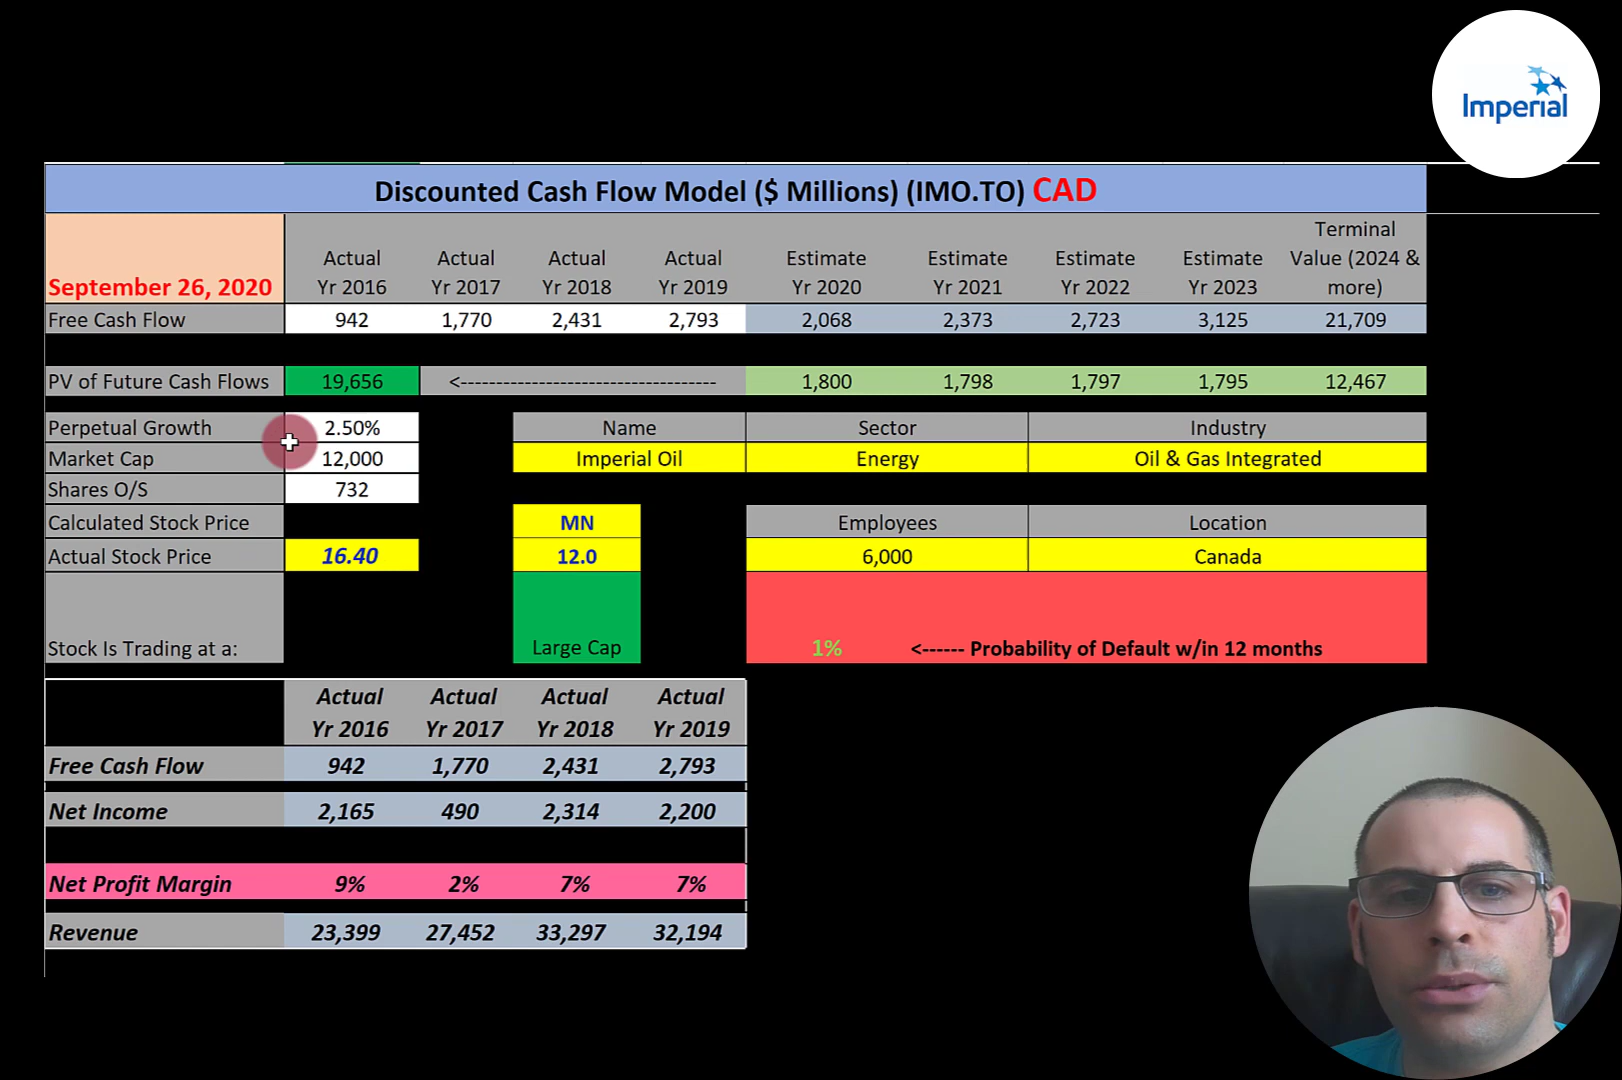 Imperial
Discounted Cash Flow Model ($ Millions) (IMO.TO) CAD
September 26, 2020
Actual Yr 2016
Actual Yr 2017
Actual Yr 2018
Actual Yr 2019
Estimate Yr 2020
Estimate Yr 2021
Estimate Yr 2022
Estimate Yr 2023
Terminal Value (2024 & more)
Free Cash Flow 942 1,770 2,431 2,793 2,068 2,373 2,723 3,125 21,709
PV of Future Cash Flows 19,656 <------------------------------------- 1,800 1,798 1,797 1,795 12,467
Perpetual Growth 2.50% Name Sector Industry
Market Cap 12,000 Imperial Oil Energy Oil & Gas Integrated
Shares O/S 732
Calculated Stock Price MN Employees Location
Actual Stock Price 16.40 12.0 6,000 Canada
Stock Is Trading at a: Large Cap 1% <------ Probability of Default w/in 12 months
Actual Actual Actual Actual
Yr 2016 Yr 2017 Yr 2018 Yr 2019
Free Cash Flow 942 1,770 2,431 2,793
Net Income 2,165 490 2,314 2,200
Net Profit Margin 9% 2% 7% 7%
Revenue 23,399 27,452 33,297 32,194